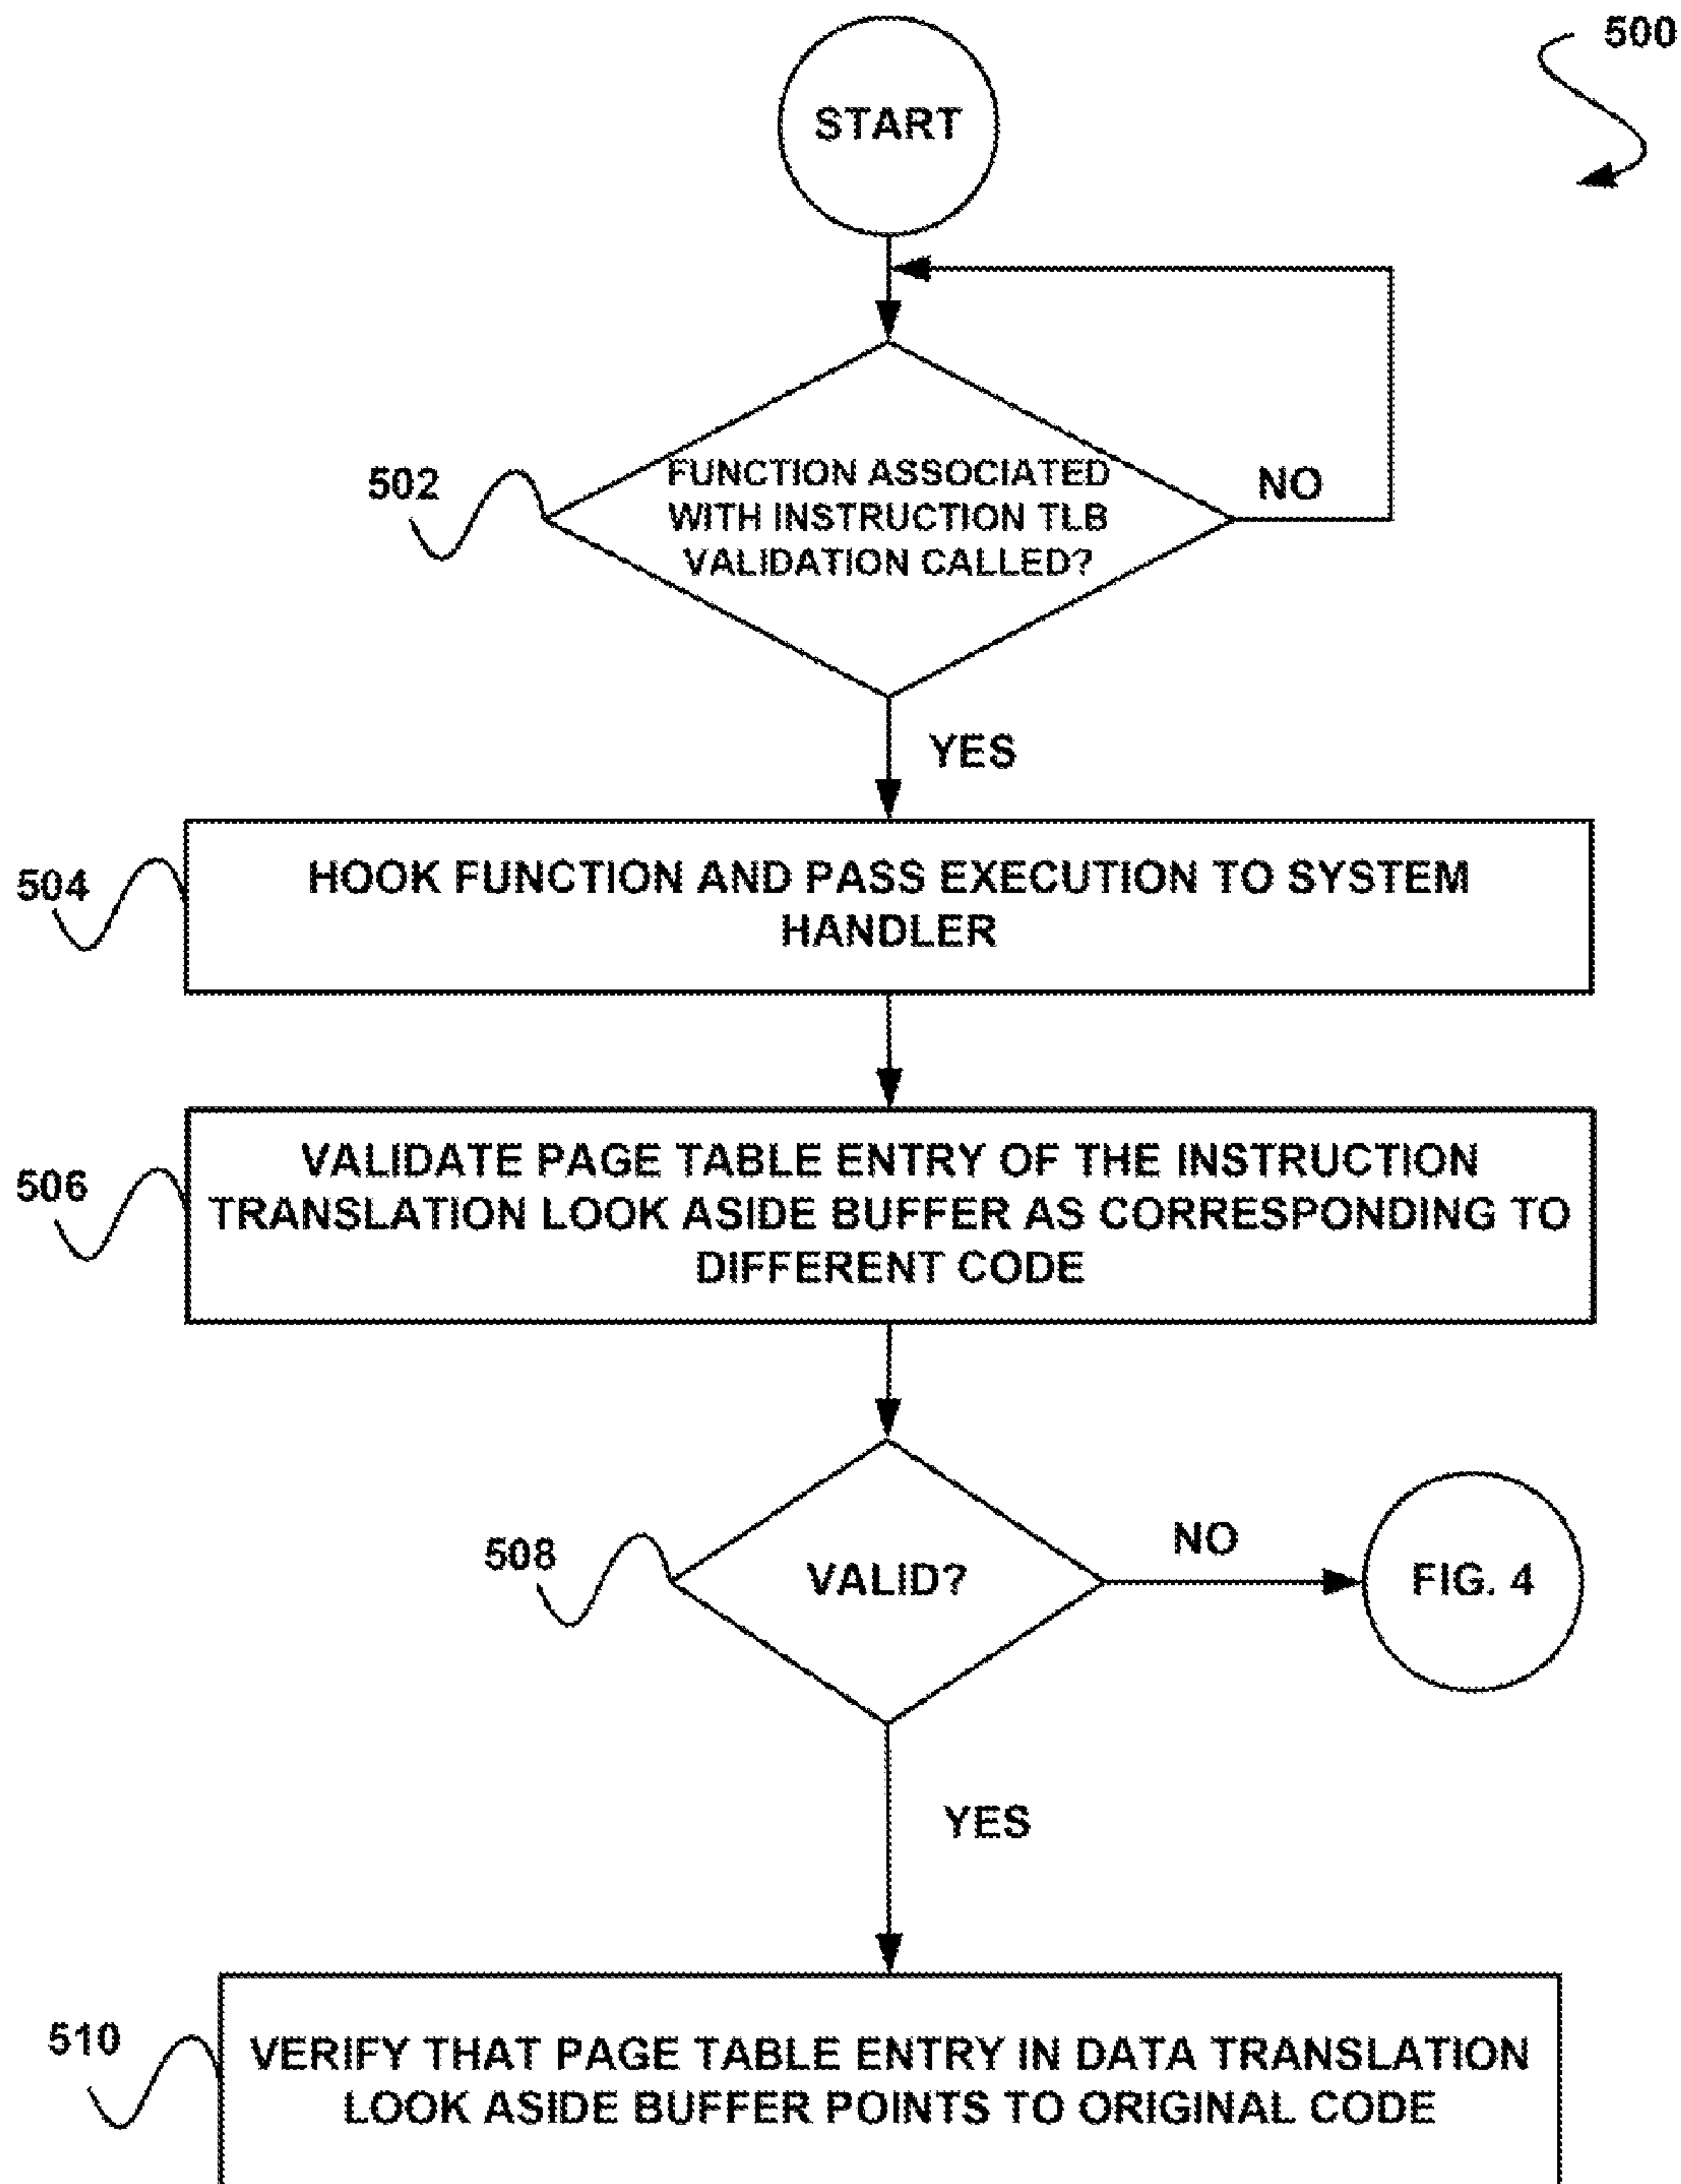 500
START
FUNCTION ASSOCIATED
WITH INSTRUCTION TLB
VALIDATION CALLED?
502
NO
YES
504
HOOK FUNCTION AND PASS EXECUTION TO SYSTEM
HANDLER
506
VALIDATE PAGE TABLE ENTRY OF THE INSTRUCTION
TRANSLATION LOOK ASIDE BUFFER AS CORRESPONDING TO
DIFFERENT CODE
508
VALID?
NO
FIG. 4
YES
510
VERIFY THAT PAGE TABLE ENTRY IN DATA TRANSLATION
LOOK ASIDE BUFFER POINTS TO ORIGINAL CODE